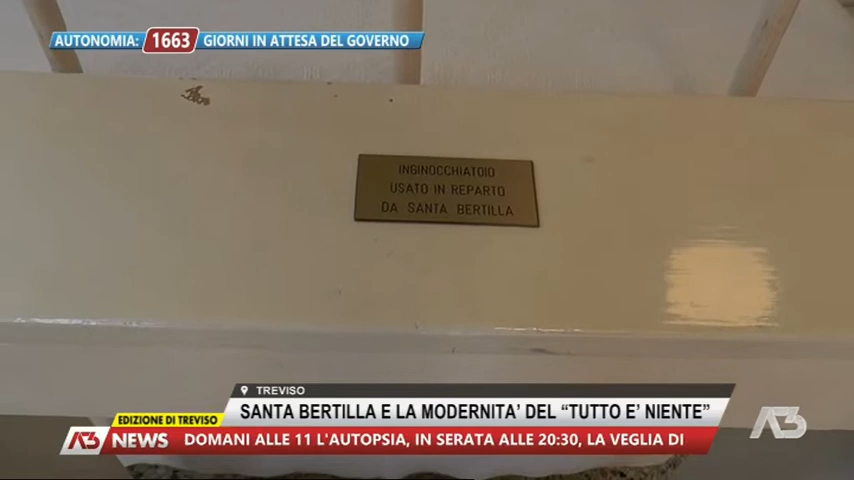 AUTONOMIA: 1663 GIORNI IN ATTESA DEL GOVERNO
INGINOCCHIATOIO
USATO IN REPARTO
DA SANTA BERTILLA
TREVISO
SANTA BERTILLA E LA MODERNITA' DEL “TUTTO E' NIENTE”
EDIZIONE DI TREVISO
A3 NEWS DOMANI ALLE 11 L'AUTOPSIA, IN SERATA ALLE 20:30, LA VEGLIA DI
A3